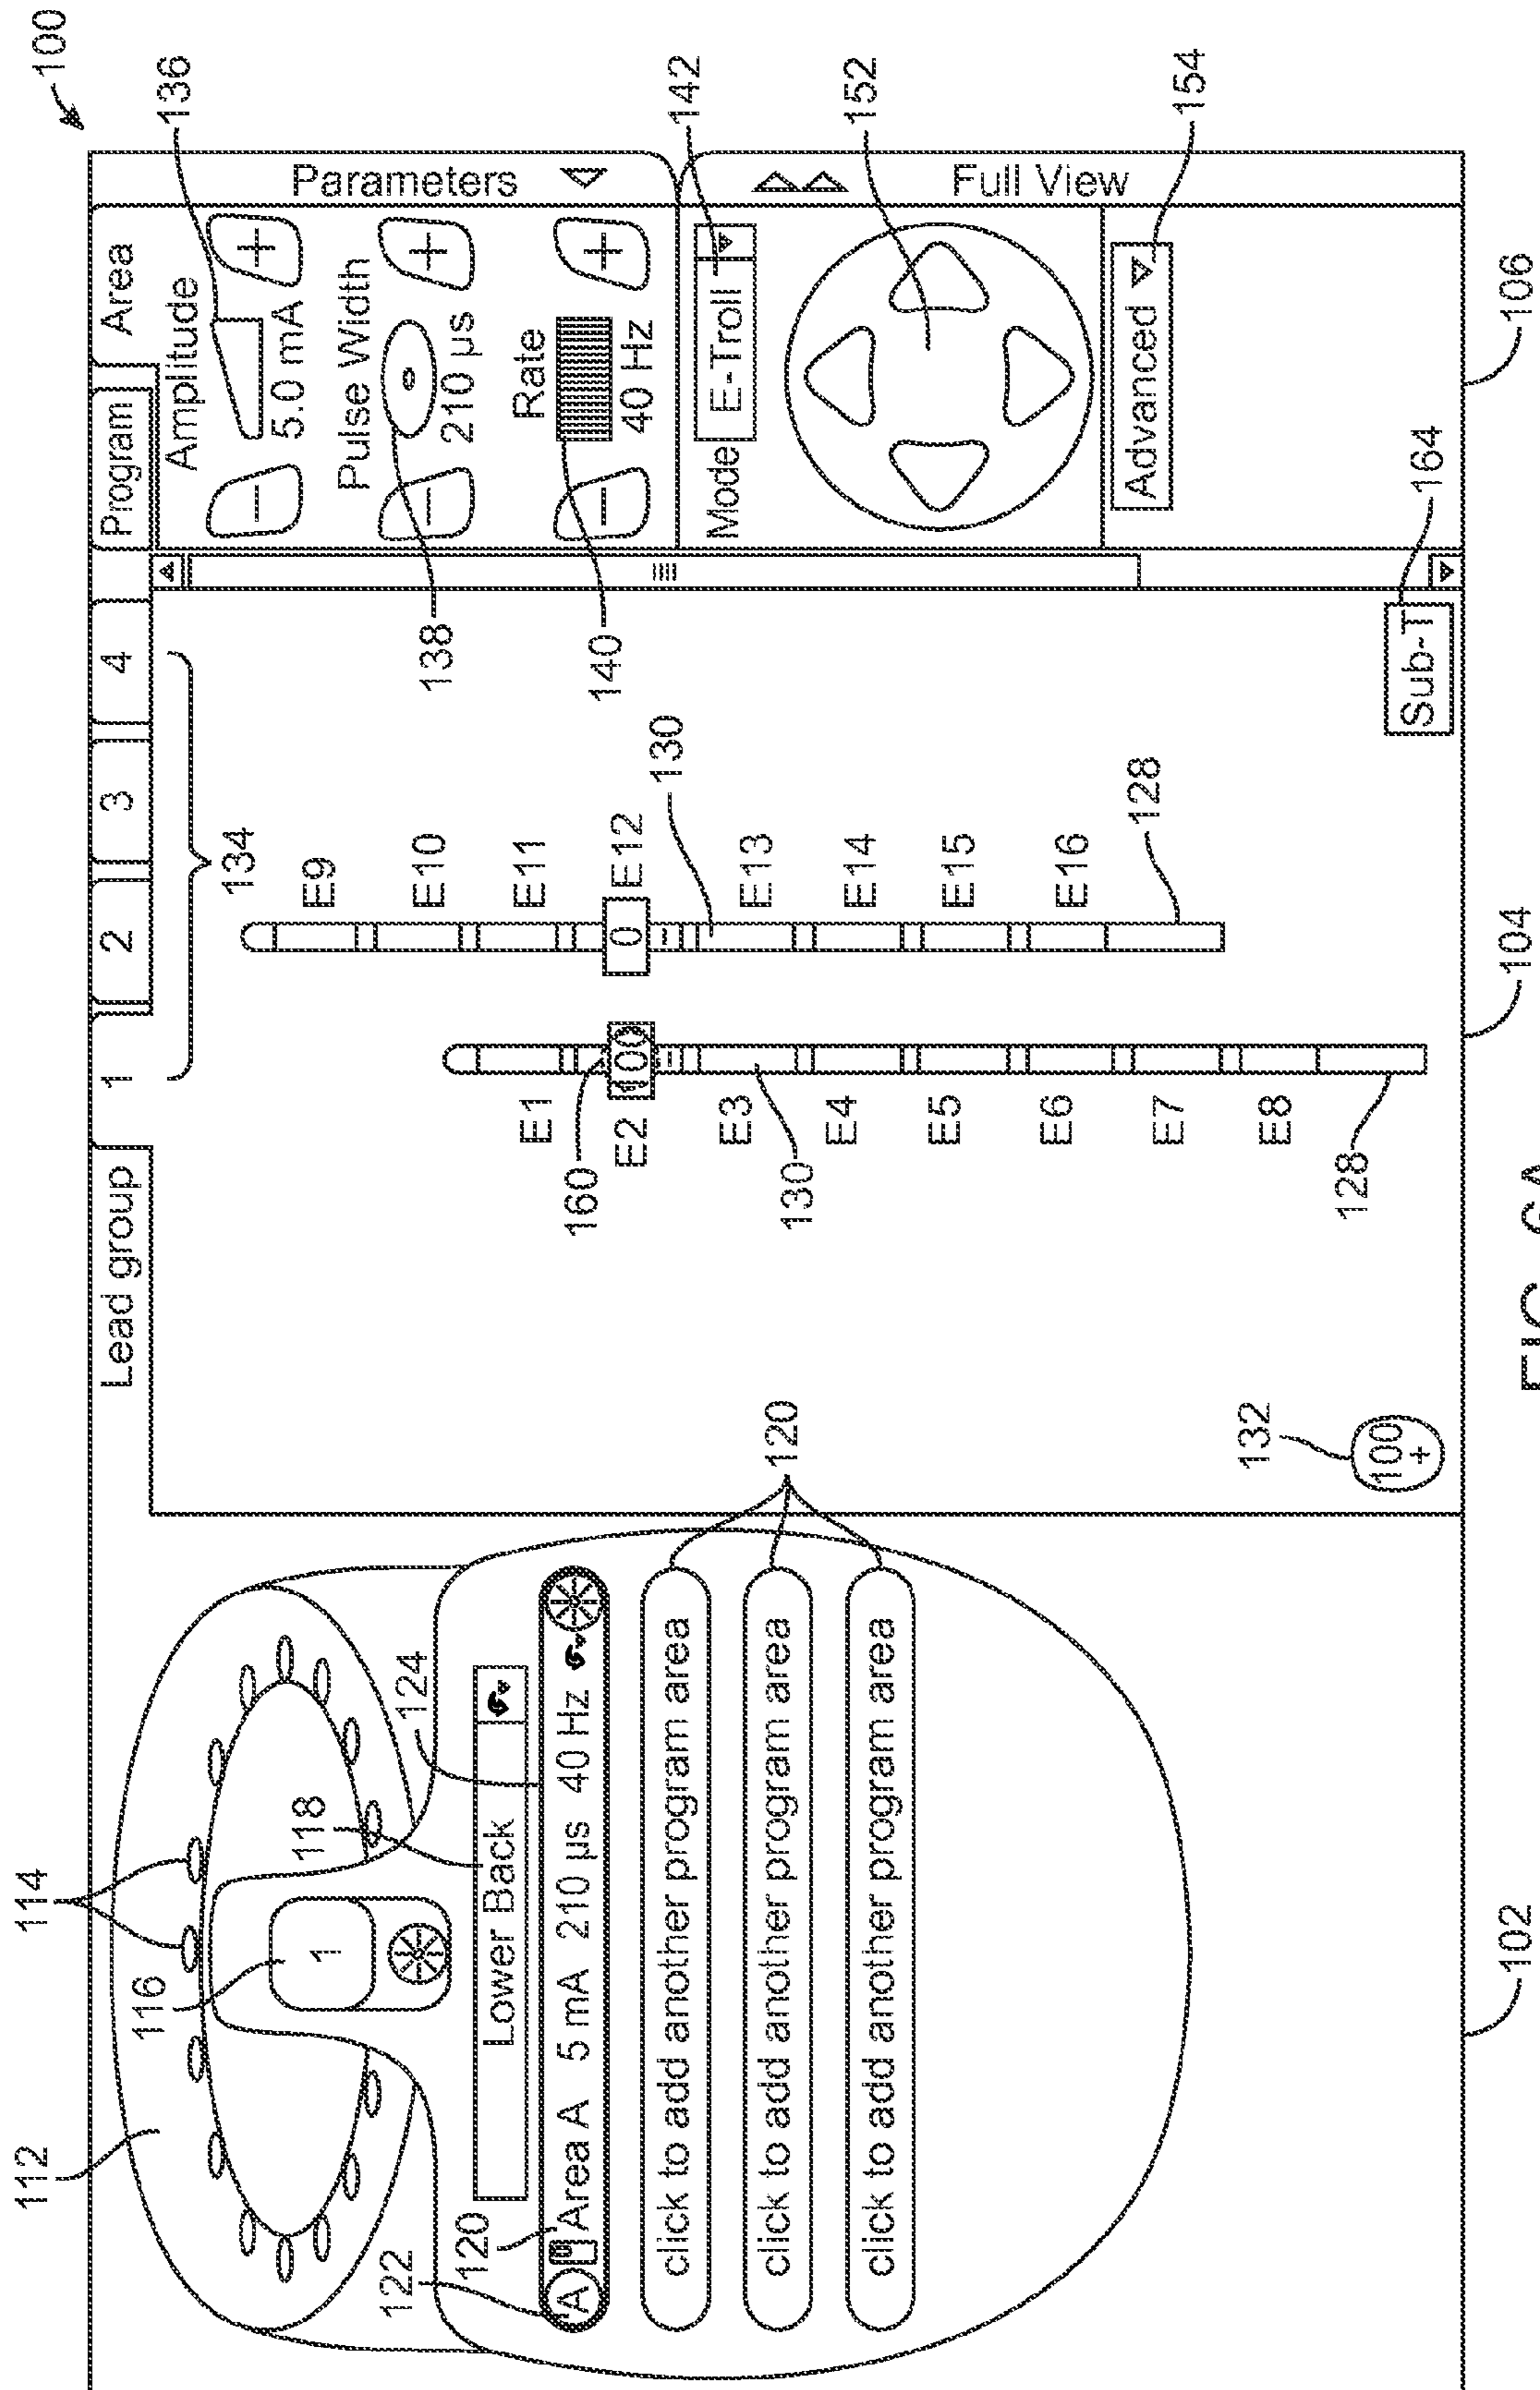 100
112
114
116
118
120
122
124
1
Lower Back
A Area A 5 mA 210 µs 40 Hz
click to add another program area
click to add another program area
click to add another program area
120
102
Lead group
1
2
3
4
134
E1
E2
E3
E4
E5
E6
E7
E8
100
160
130
128
E9
E10
E11
E12
E13
E14
E15
E16
0
130
128
132
100
+
Sub-T
164
104
Program
Area
Amplitude
5.0 mA
136
Pulse Width
210 µs
138
Rate
40 Hz
140
Parameters
Mode
E-Troll
142
152
Advanced
154
Full View
106